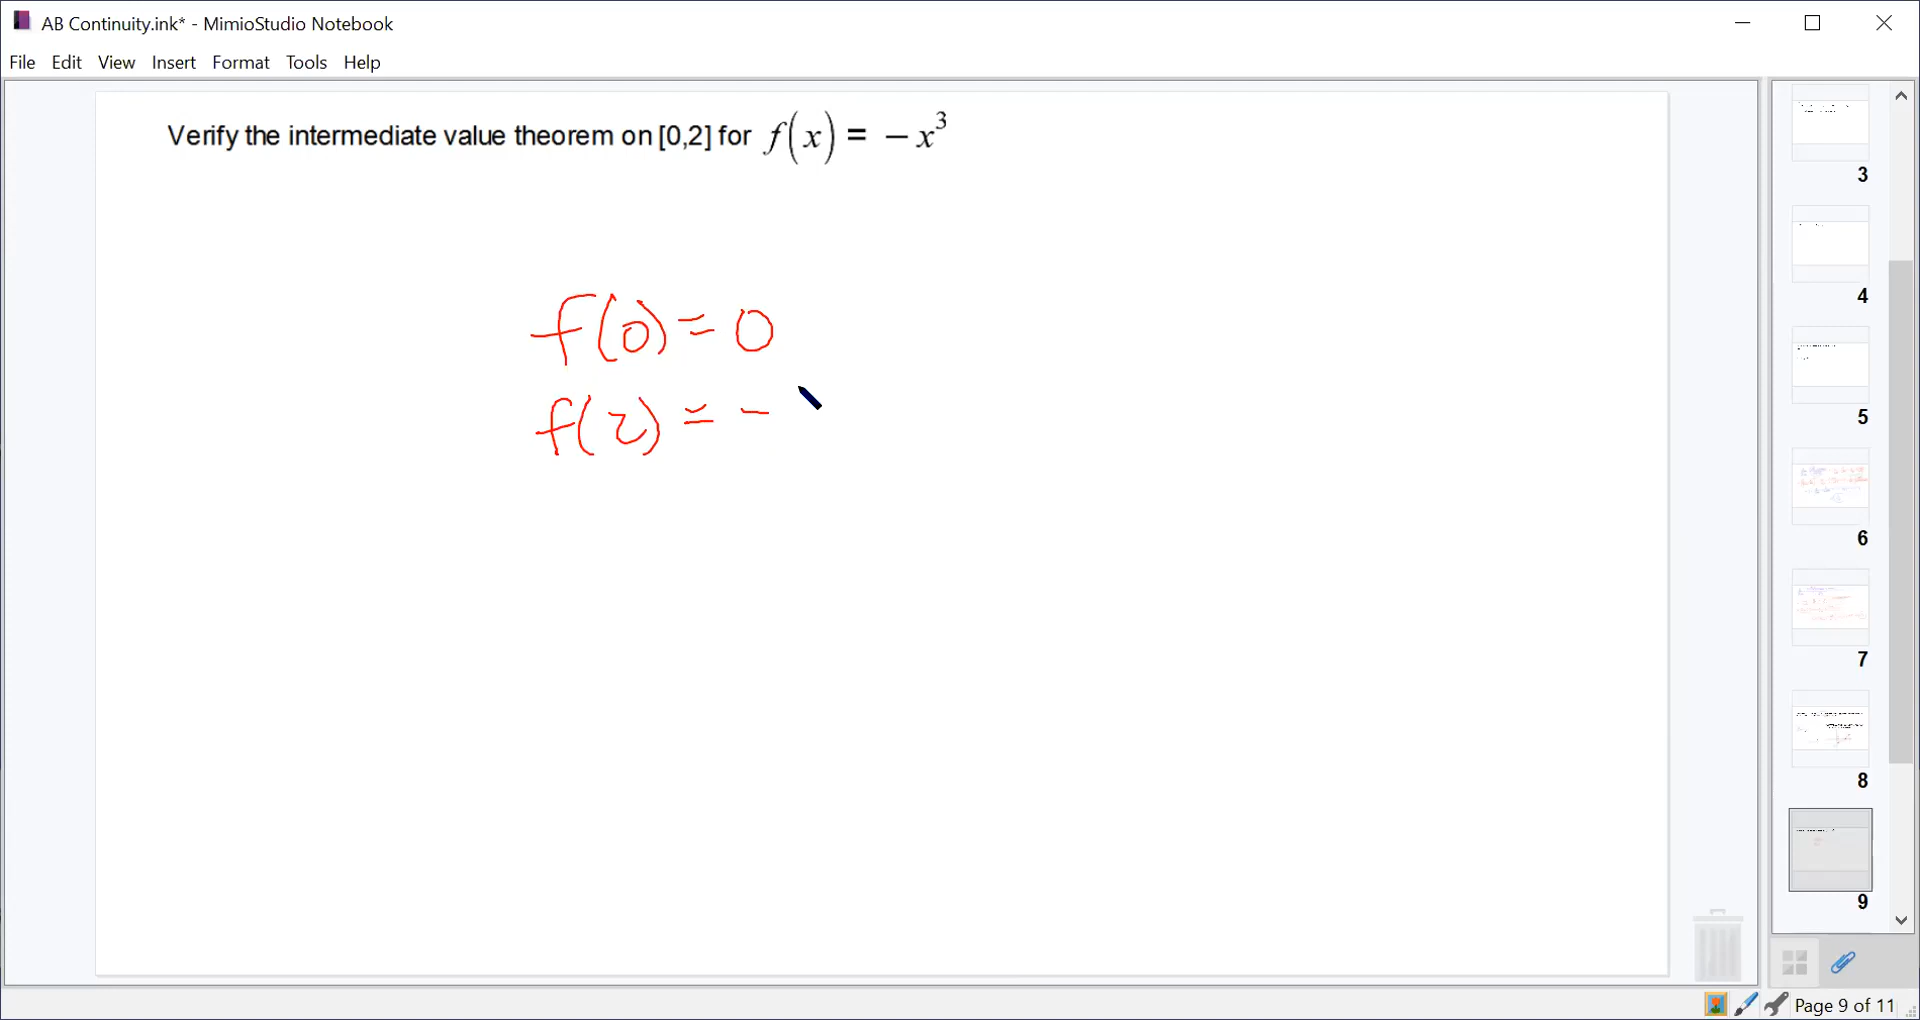 AB Continuity.ink* - MimioStudio Notebook
File Edit View Insert Format Tools Help
Verify the intermediate value theorem on [0,2] for f(x) = − x³
f(0) = 0
f(2) = -
3
4
5
6
7
8
9
Page 9 of 11